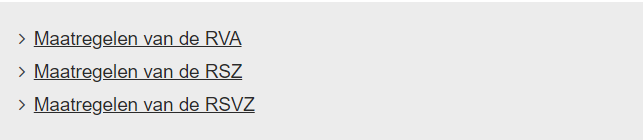 Maatregelen van de RVA
Maatregelen van de RSZ
Maatregelen van de RSVZ